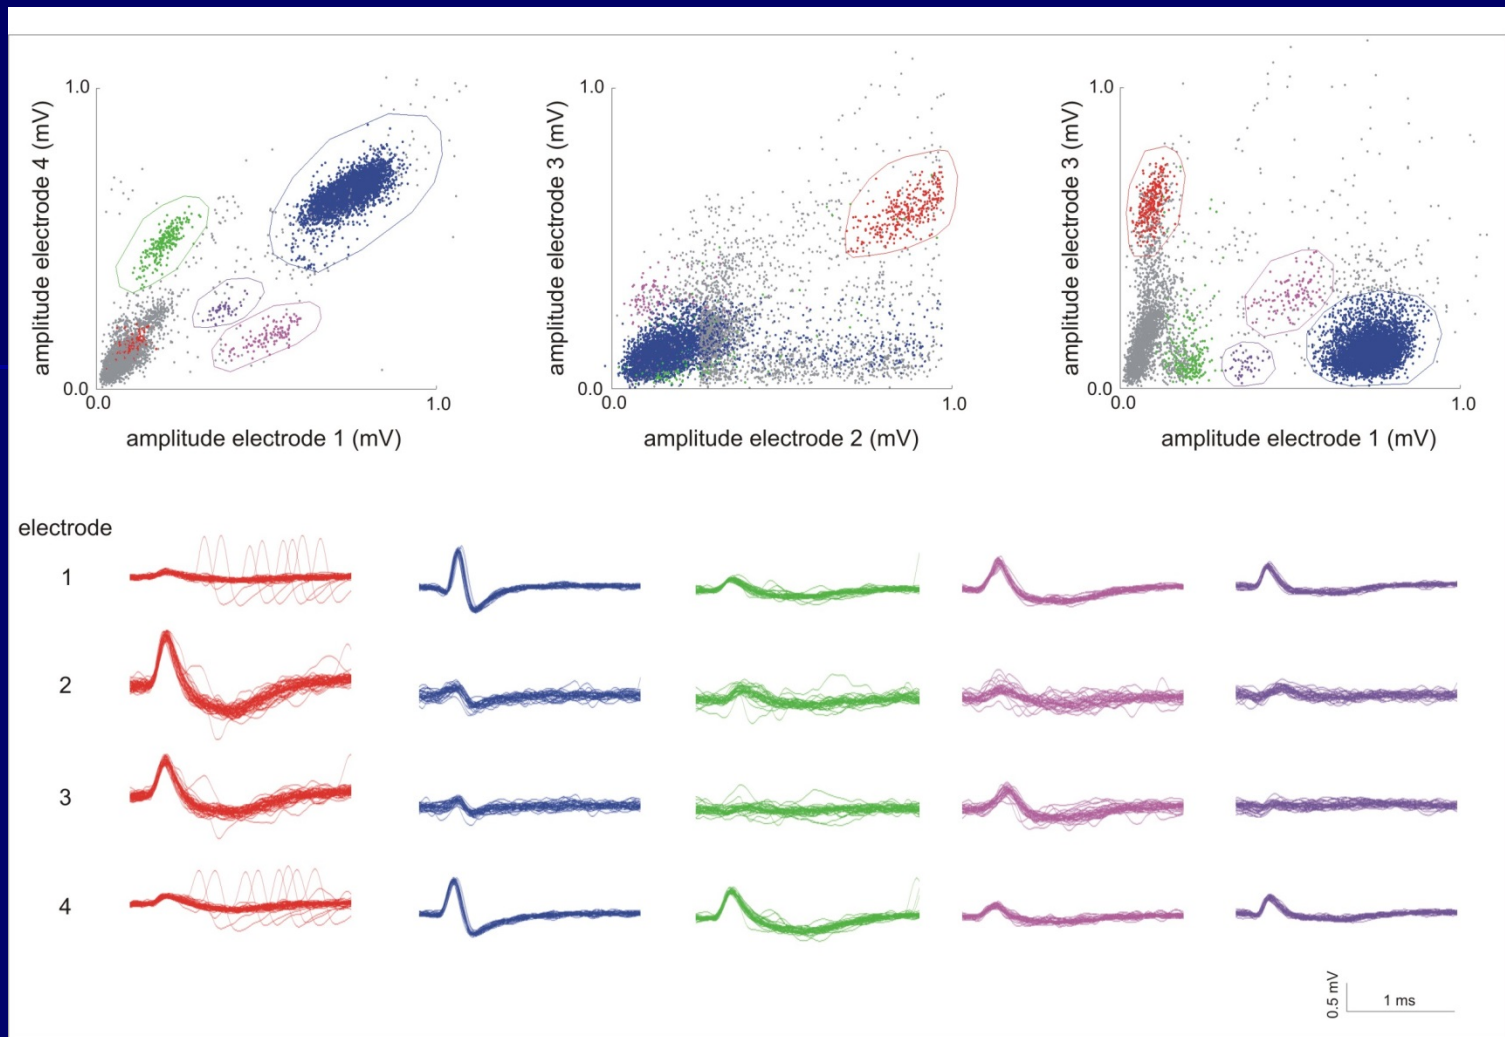 1.0
amplitude electrode 4 (mV)
0.0
0.0
1.0
amplitude electrode 1 (mV)
1.0
amplitude electrode 3 (mV)
0.0
0.0
1.0
amplitude electrode 2 (mV)
1.0
amplitude electrode 3 (mV)
0.0
0.0
1.0
amplitude electrode 1 (mV)
electrode
1
2
3
4
0.5 mV
1 ms